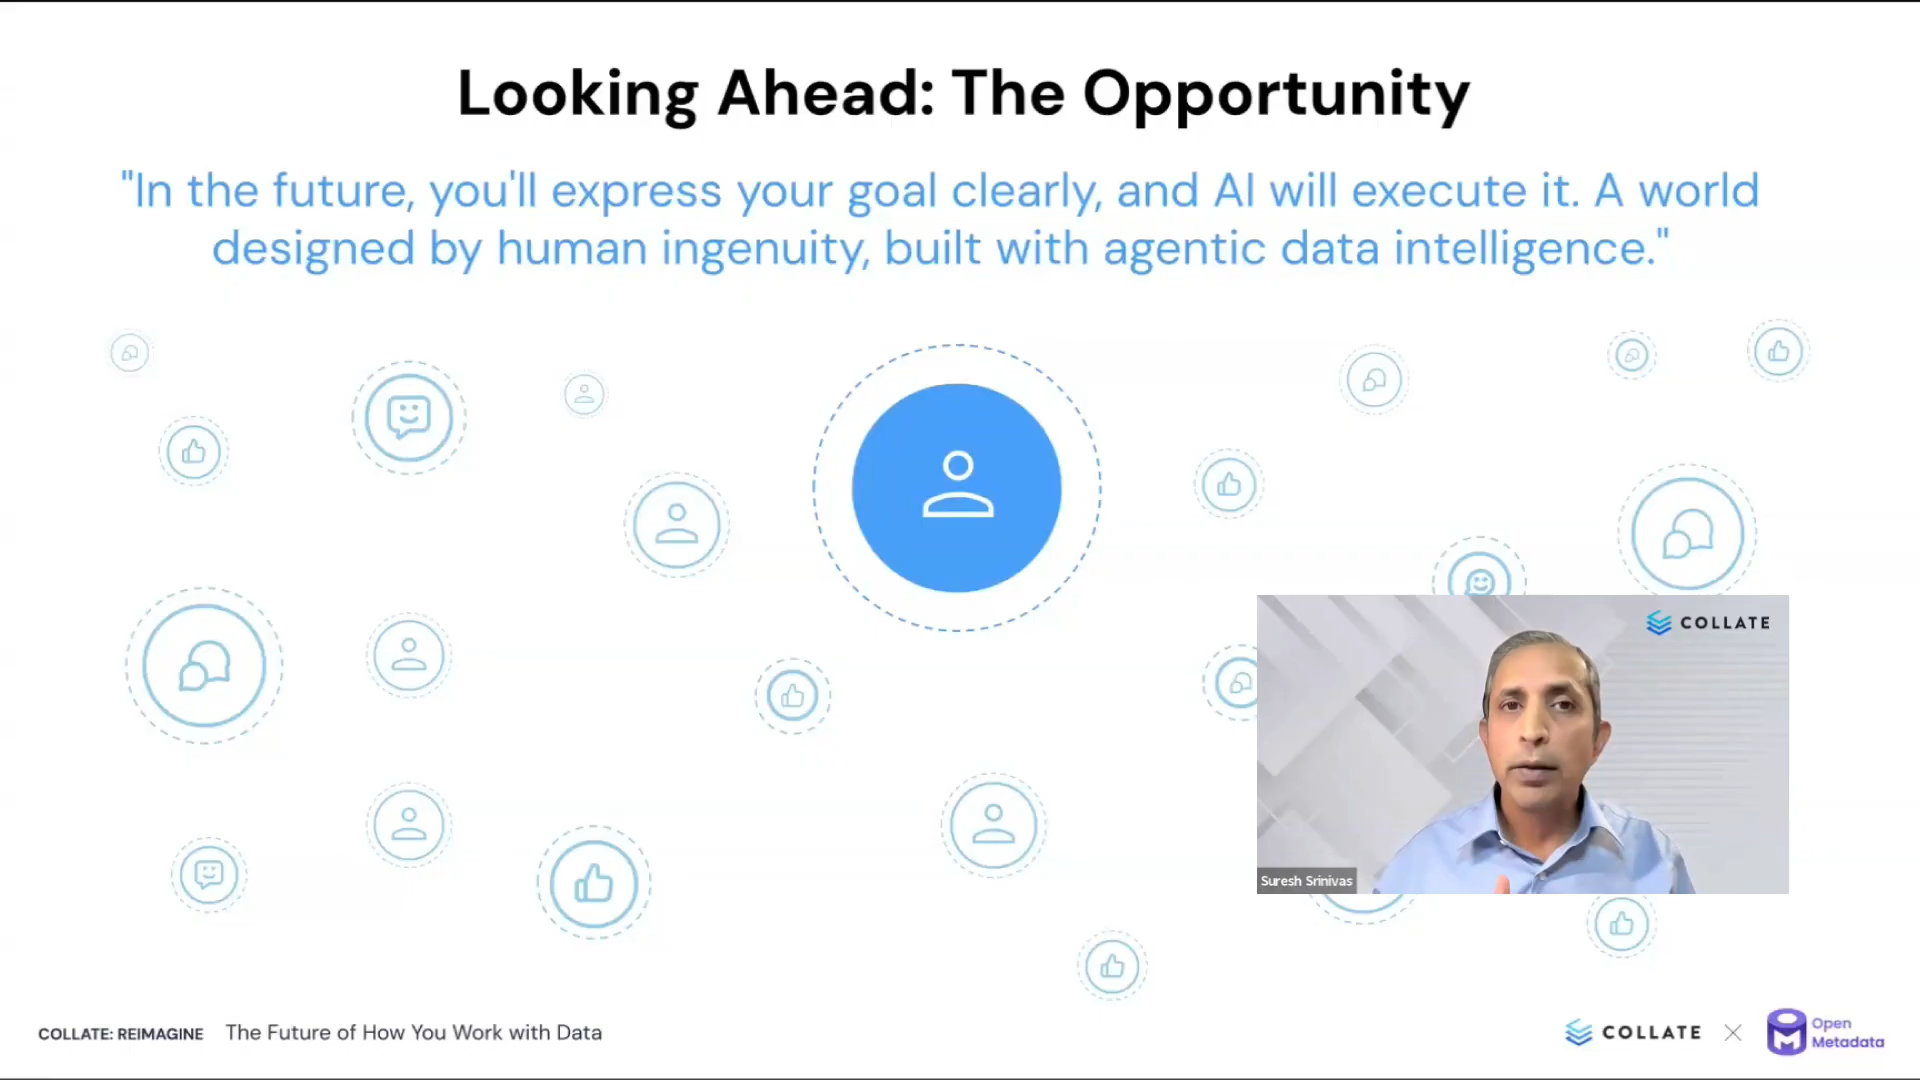 Looking Ahead: The Opportunity
"In the future, you'll express your goal clearly, and AI will execute it. A world
designed by human ingenuity, built with agentic data intelligence."
COLLATE
Suresh Srinivas
COLLATE: REIMAGINE The Future of How You Work with Data
COLLATE
Open
Metadata